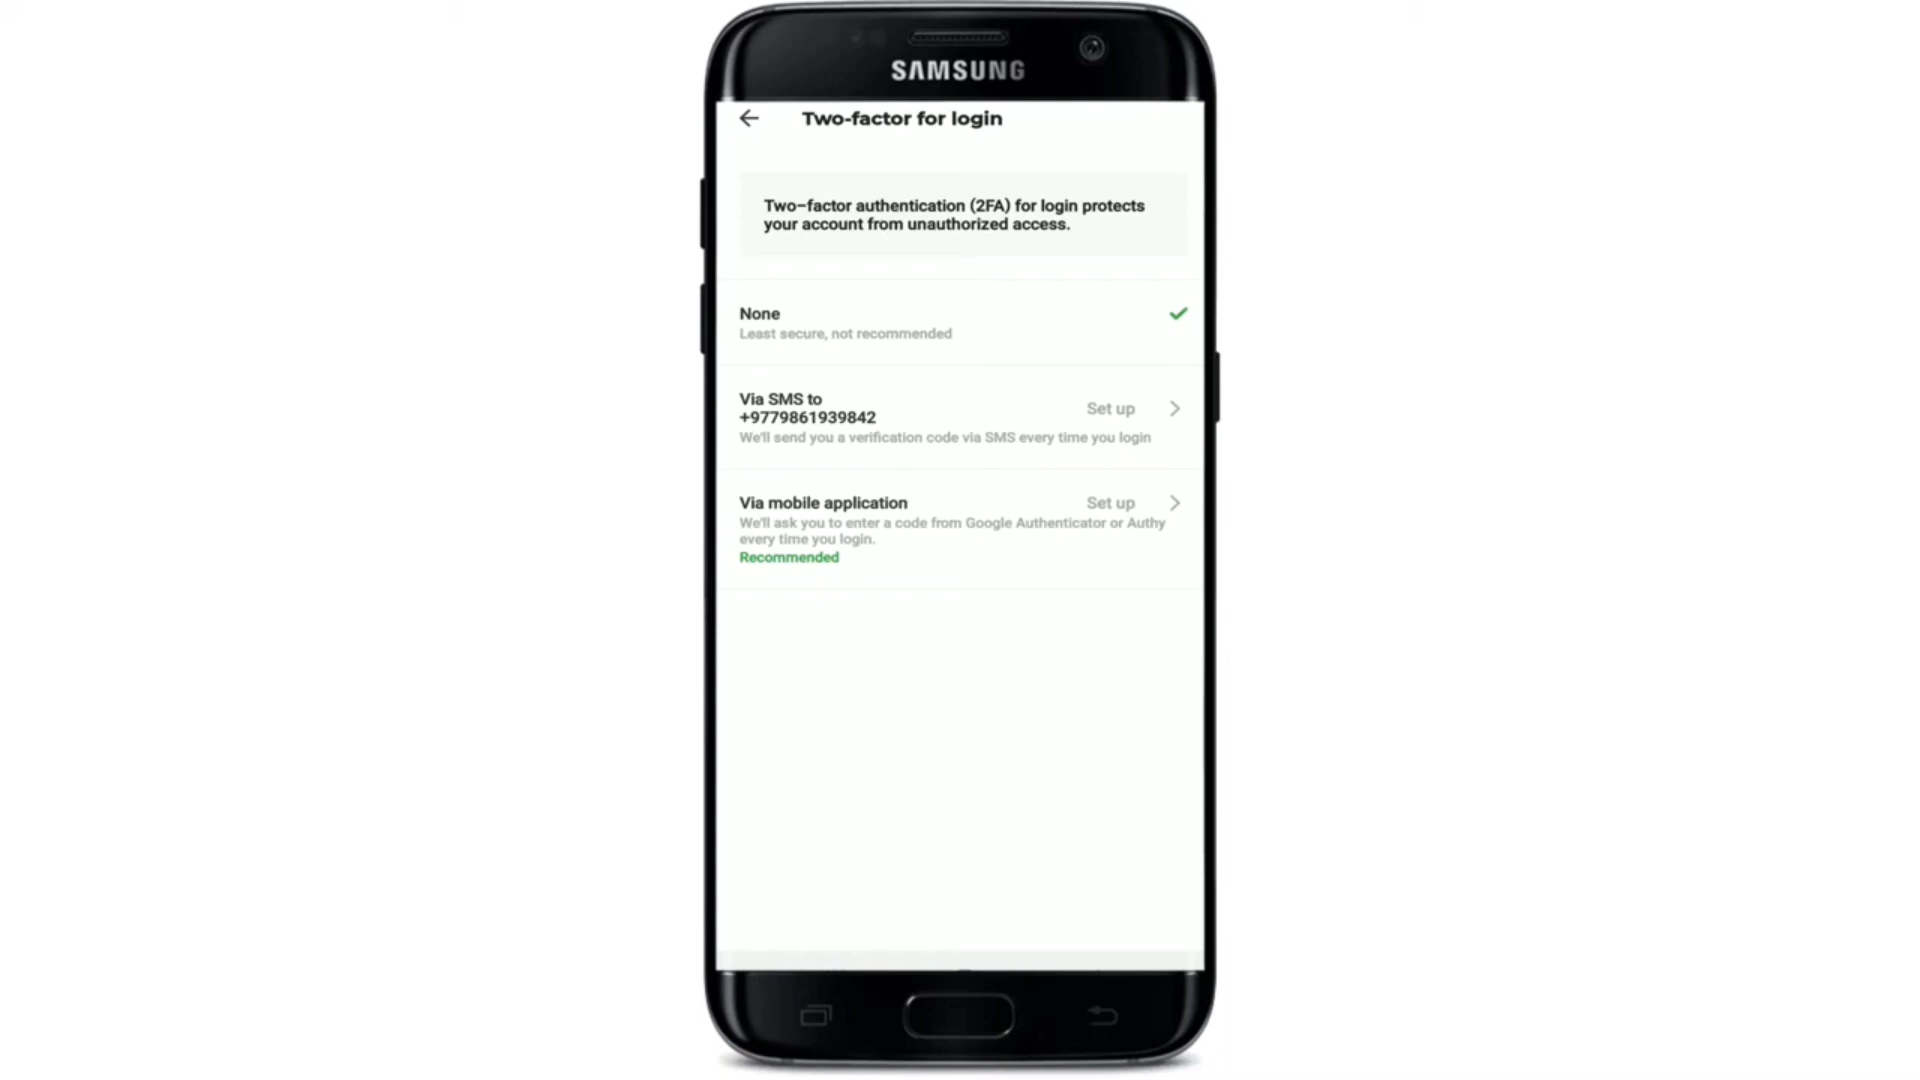 SAMSUNG
Two-factor for login
Two-factor authentication (2FA) for login protects
your account from unauthorized access.
None
Least secure, not recommended
Via SMS to
+9779861939842
Set up
We'll send you a verification code via SMS every time you login
Via mobile application
Set up
We'll ask you to enter a code from Google Authenticator or Authy
every time you login.
Recommended